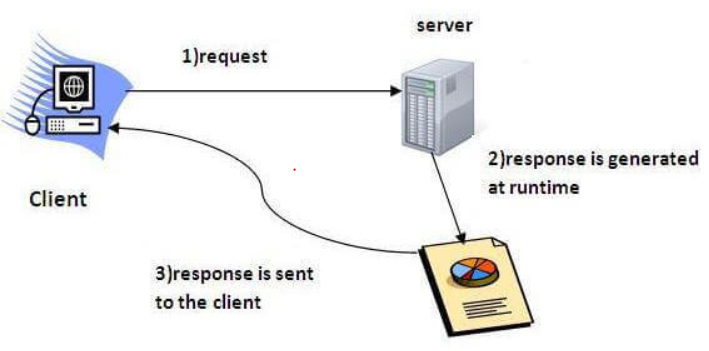 server
1)request
2)response is generated
at runtime
Client
3)response is sent
to the client